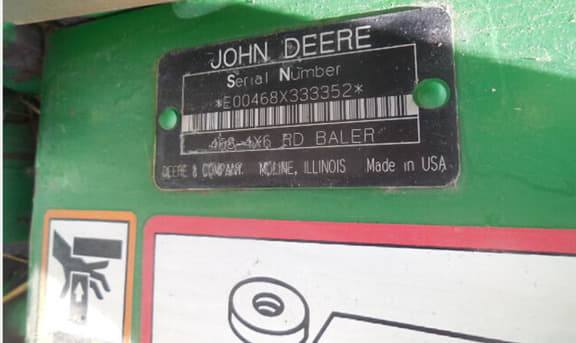 JOHN DEERE
Serial Number
*E00468X333352*
468-4X6 RD BALER
DEERE & COMPANY MOLINE, ILLINOIS Made in USA